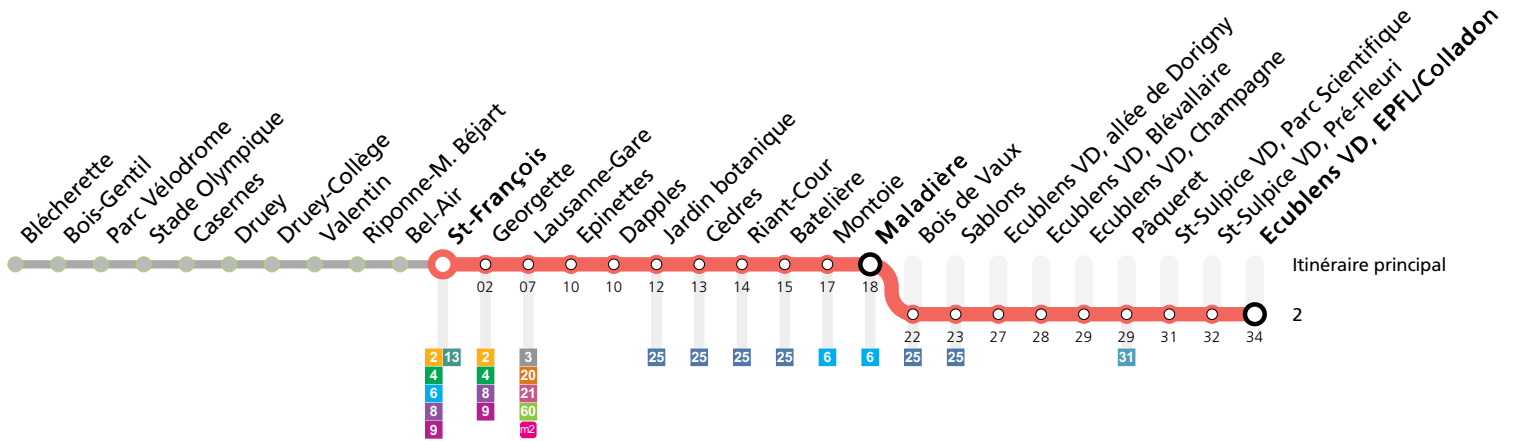 Blécherette
Bois-Gentil
Parc Vélodrome
Stade Olympique
Casernes
Druey
Druey-Collège
Valentin
Riponne-M. Béjart
Bel-Air
St-François
Georgette
Lausanne-Gare
Epinettes
Dapples
Jardin botanique
Cèdres
Riant-Cour
Batelière
Montoie
Maladière
Bois de Vaux
Sablons
Ecublens VD, allée de Dorigny
Ecublens VD, Blévallaire
Ecublens VD, Champagne
Pâqueret
St-Sulpice VD, Parc Scientifique
St-Sulpice VD, Pré-Fleuri
Ecublens VD, EPFL/Colladon
Itinéraire principal
02 07 10 10 12 13 14 15 17 18
2
22 23 27 28 29 29 31 32 34
2 13 2 3 25 25 25 25 6 6 25 25 31
4 4 20
6 8 21
8 9 60
9 m2